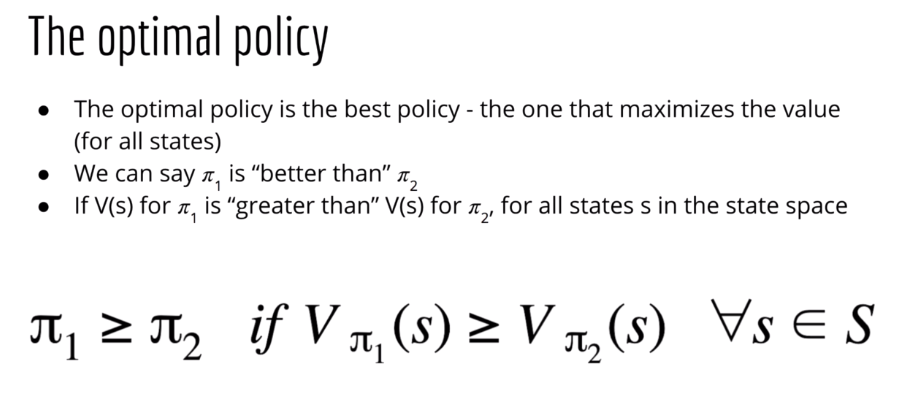 The optimal policy
● The optimal policy is the best policy - the one that maximizes the value
(for all states)
● We can say π₁ is “better than” π₂
● If V(s) for π₁ is “greater than” V(s) for π₂, for all states s in the state space
π₁ ≥ π₂ if V_π₁(s) ≥ V_π₂(s) ∀s ∈ S